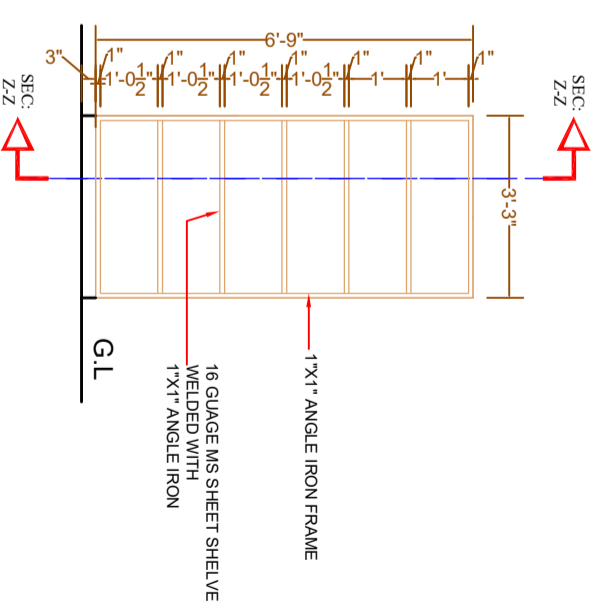 6'-9"
3"
1"
1"
1"
1"
1"
1"
1"
1'-0½"
1'-0½"
1'-0½"
1'-0½"
1'
1'
SEC:
Z-Z
SEC:
Z-Z
3'-3"
G.L
1"X1" ANGLE IRON FRAME
16 GUAGE MS SHEET SHELVE
WELDED WITH
1"X1" ANGLE IRON